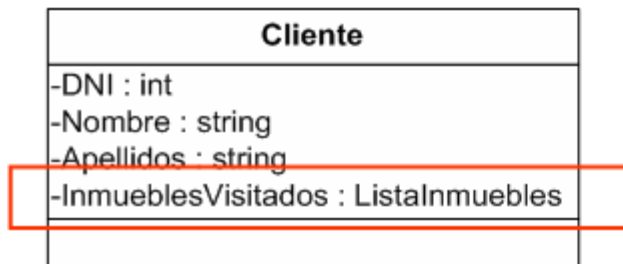 Cliente
-DNI : int
-Nombre : string
-Apellidos : string
-InmueblesVisitados : ListaInmuebles